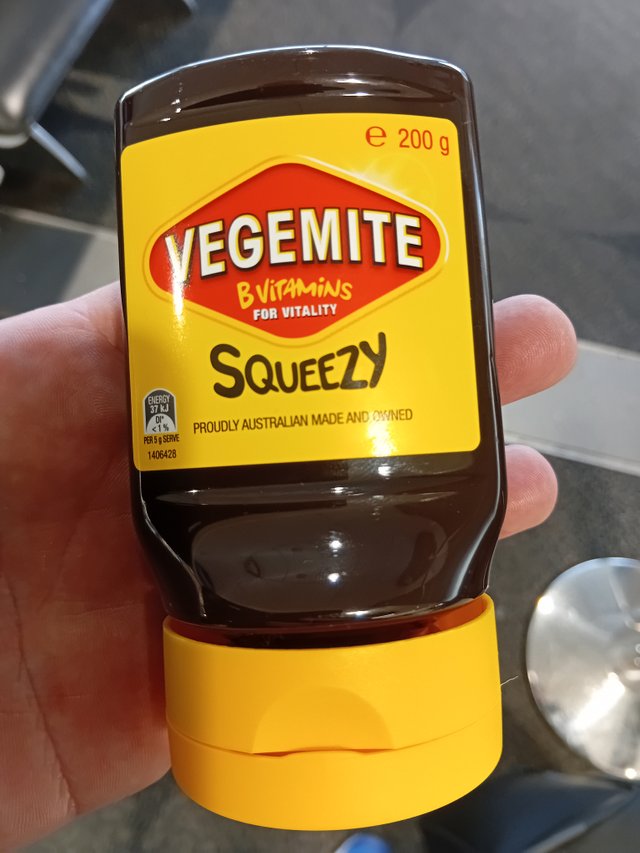 ℮ 200 g
VEGEMITE
B VITAMINS
FOR VITALITY
SQUEEZY
PROUDLY AUSTRALIAN MADE AND OWNED
ENERGY
37 kJ
DI*
< 1 %
PER 5 g SERVE
1406428